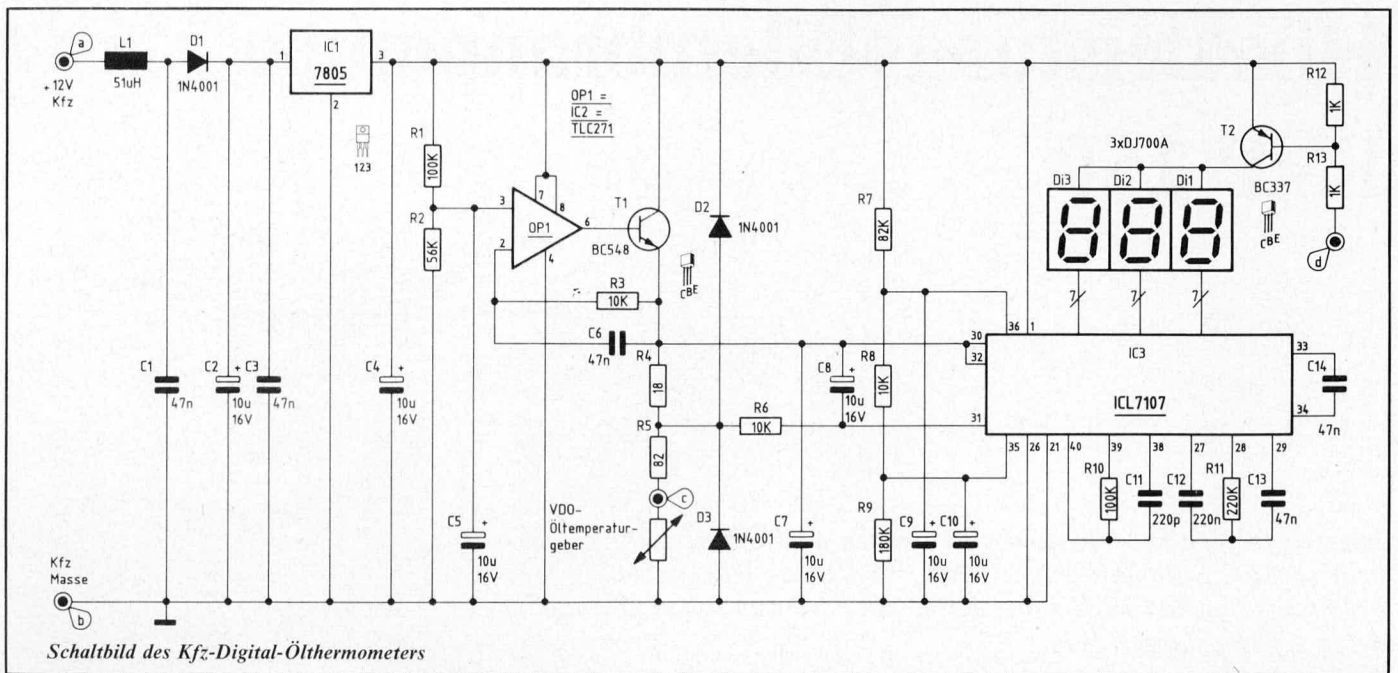 a
L1
51uH
D1
1N4001
+12V
Kfz
IC1
7805
1
3
2
123
OP1 =
IC2 =
TLC271
R1
100K
R2
56K
3
2
7
8
6
4
OP1
T1
BC548
CBE
D2
1N4001
R3
10K
C6
47n
R4
18
R5
82
c
VDO-
Öltemperatur-
geber
R6
10K
D3
1N4001
C1
47n
C2
+
10u
16V
C3
47n
C4
+
10u
16V
C5
+
10u
16V
C7
+
10u
16V
C8
+
10u
16V
R7
82K
R8
10K
R9
180K
C9
+
10u
16V
C10
+
10u
16V
3xDJ700A
Di3
Di2
Di1
888
7
7
7
T2
BC337
CBE
R12
1K
R13
1K
d
30
32
31
36
1
IC3
ICL7107
33
34
C14
47n
35
26
21
40
39
38
27
28
29
R10
100K
C11
220p
C12
220n
R11
220K
C13
47n
Kfz
Masse
b
Schaltbild des Kfz-Digital-Ölthermometers